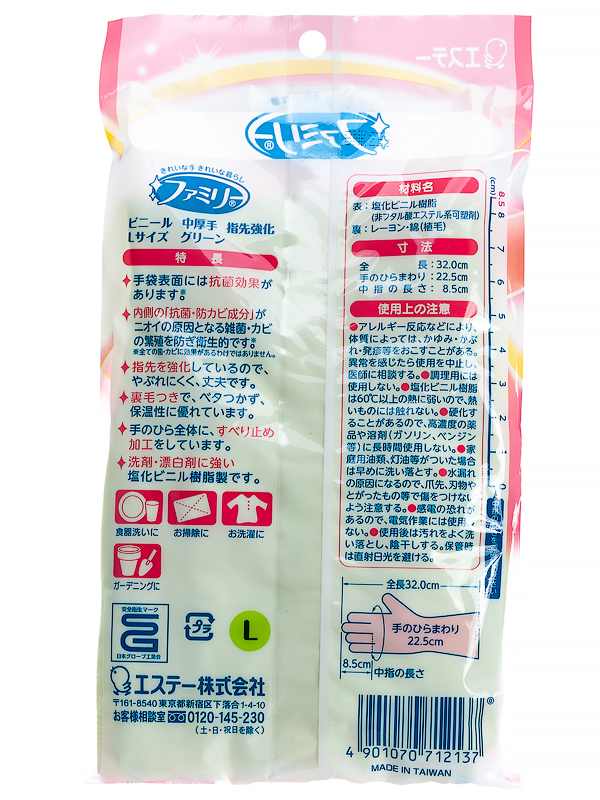 エステー
ファミリー®
きれいな手 きれいな暮らし
ファミリー®
ビニール 中厚手 指先強化
Lサイズ グリーン
特長
手袋表面には抗菌効果が
あります※
内側の「抗菌・防カビ成分」が
ニオイの原因となる雑菌・カビ
の繁殖を防ぎ衛生的です※
※全ての菌・カビに効果があるわけではありません。
指先を強化しているので、
やぶれにくく、丈夫です。
裏毛つきで、ベタつかず、
保温性に優れています。
手のひら全体に、すべり止め
加工をしています。
洗剤・漂白剤に強い
塩化ビニル樹脂製です。
食器洗いに お掃除に お洗濯に
ガーデニングに
安全衛生マーク
SG
日本グローブ工業会
プラ
L
エステー株式会社
〒161-8540 東京都新宿区下落合1-4-10
お客様相談室 0120-145-230
(土・日・祝日を除く)
材料名
表:塩化ビニル樹脂
(非フタル酸エステル系可塑剤)
裏:レーヨン・綿(植毛)
寸法
全長:32.0cm
手のひらまわり:22.5cm
中指の長さ:8.5cm
使用上の注意
●アレルギー反応などにより、
体質によっては、かゆみ・かぶ
れ・発疹等をおこすことがある。
異常を感じたら使用を中止し、
医師に相談する。●調理用には
使用しない。●塩化ビニル樹脂
は60℃以上の熱に弱いので、熱
いものには触れない。●硬化す
ることがあるので、高濃度の薬
品や溶剤(ガソリン、ベンジン
等)に長時間使用しない。●家
庭用油類、灯油等がついた場合
は早めに洗い落とす。●水漏れ
の原因になるので、爪先、刃物や
とがったもの等で傷をつけない
よう注意する。●感電の恐れが
あるので、電気作業には使用し
ない。●使用後は汚れをよく洗
い落とし、陰干しする。保管時
は直射日光を避ける。
(cm)
8.5
8
7
6
5
4
3
2
1
0
全長32.0cm
手のひらまわり
22.5cm
8.5cm
中指の長さ
4 901070 712137
MADE IN TAIWAN